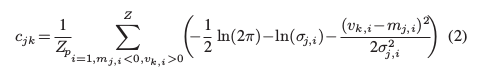 c_{jk} = \frac{1}{Z_p} \sum_{i=1, m_{j,i}<0, v_{k,i}>0}^{Z} \left( -\frac{1}{2} \ln(2\pi) - \ln(\sigma_{j,i}) - \frac{(v_{k,i} - m_{j,i})^2}{2\sigma_{j,i}^2} \right) (2)